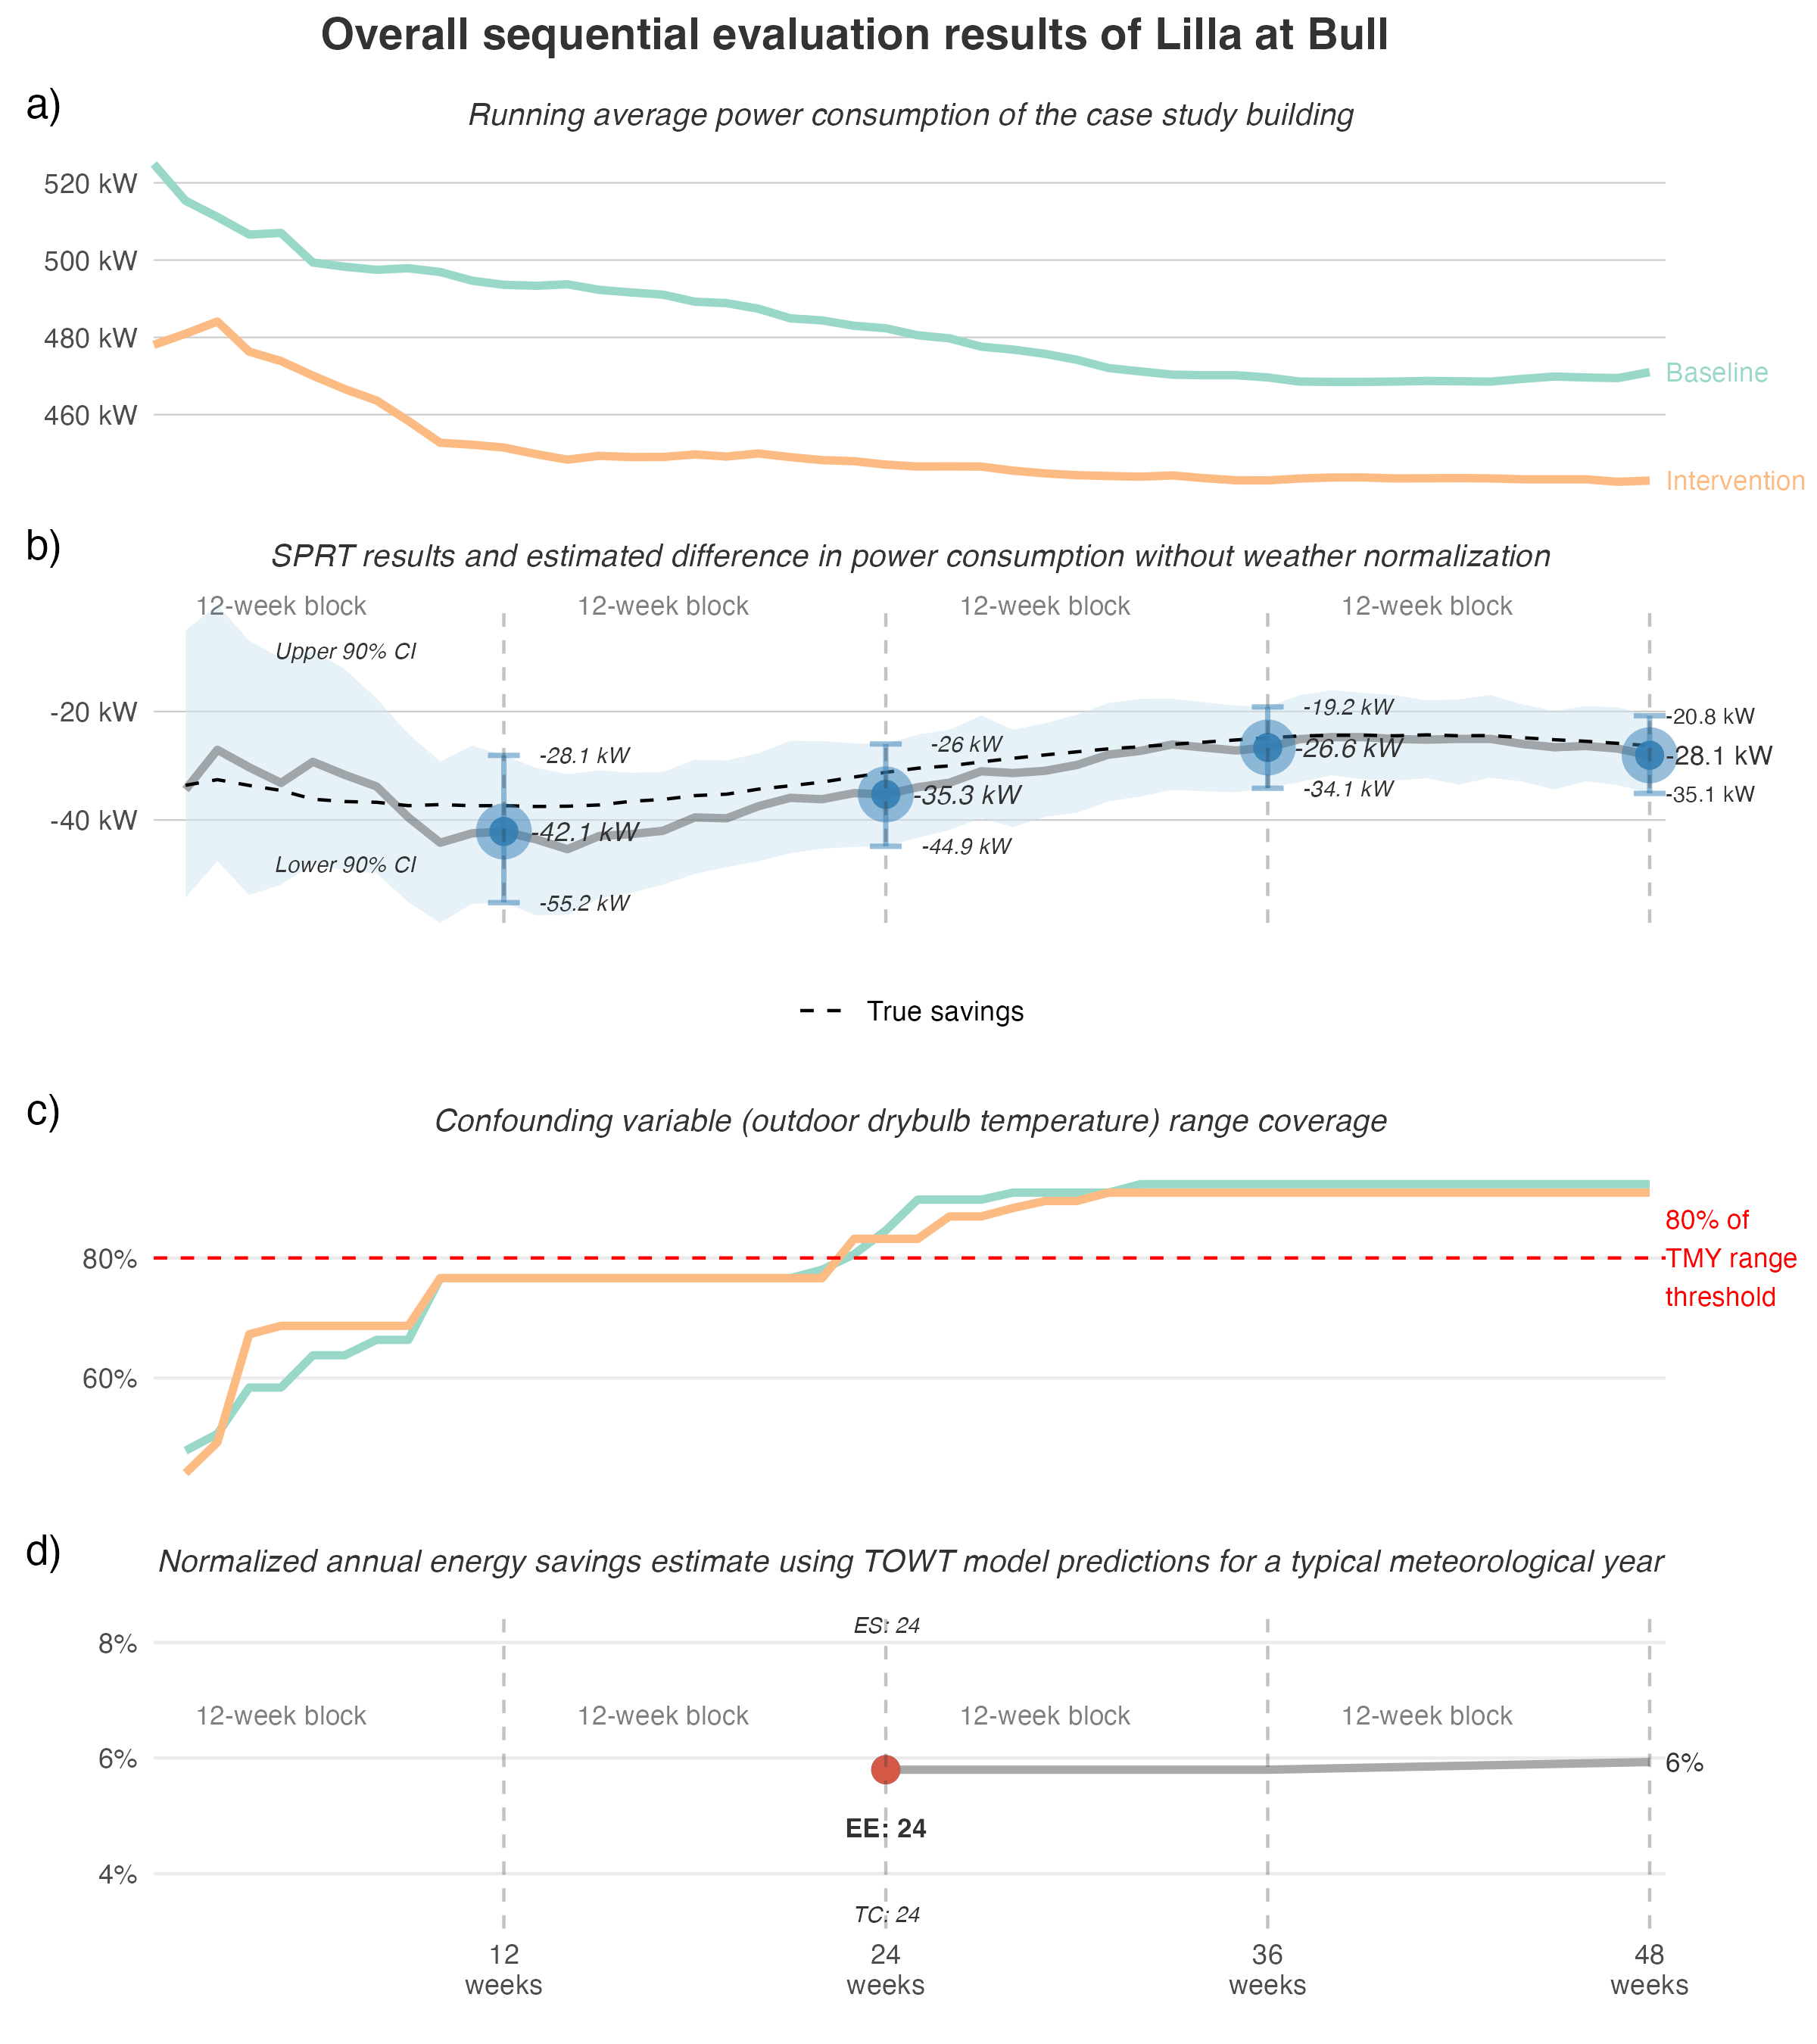 Overall sequential evaluation results of Lilla at Bull
a)
Running average power consumption of the case study building
520 kW
500 kW
480 kW
460 kW
Baseline
Intervention
b)
SPRT results and estimated difference in power consumption without weather normalization
12-week block
12-week block
12-week block
12-week block
Upper 90% CI
Lower 90% CI
-20 kW
-40 kW
-28.1 kW
-42.1 kW
-55.2 kW
-26 kW
-35.3 kW
-44.9 kW
-19.2 kW
-26.6 kW
-34.1 kW
-20.8 kW
-28.1 kW
-35.1 kW
True savings
c)
Confounding variable (outdoor drybulb temperature) range coverage
80%
60%
80% of
TMY range
threshold
d)
Normalized annual energy savings estimate using TOWT model predictions for a typical meteorological year
ES: 24
8%
12-week block
12-week block
12-week block
12-week block
6%
6%
EE: 24
4%
TC: 24
12
weeks
24
weeks
36
weeks
48
weeks